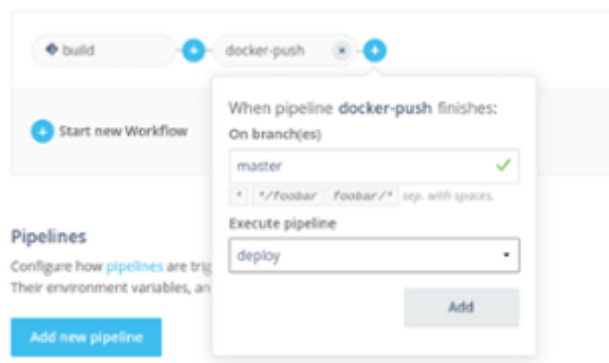 build
docker-push
When pipeline docker-push finishes:
On branch(es)
master
Start new Workflow
* */foobar foobar/* sep. with spaces.
Execute pipeline
Pipelines
deploy
Configure how pipelines are trig
Their environment variables, an
Add
Add new pipeline